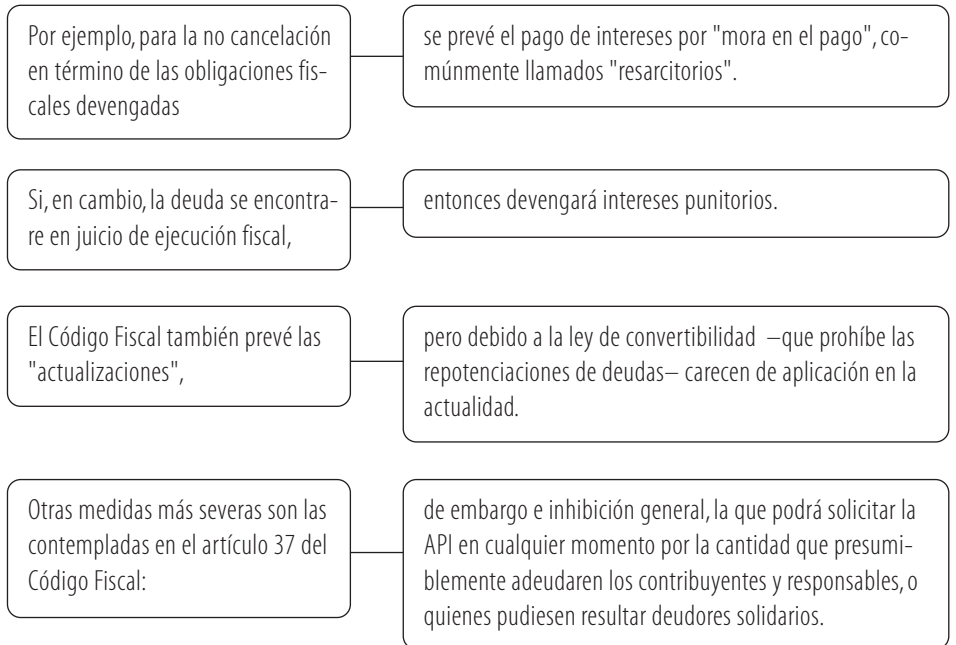 Por ejemplo, para la no cancelación
en término de las obligaciones fis-
cales devengadas
se prevé el pago de intereses por "mora en el pago", co-
múnmente llamados "resarcitorios".
Si, en cambio, la deuda se encontra-
re en juicio de ejecución fiscal,
entonces devengará intereses punitorios.
El Código Fiscal también prevé las
"actualizaciones",
pero debido a la ley de convertibilidad –que prohíbe las
repotenciaciones de deudas– carecen de aplicación en la
actualidad.
Otras medidas más severas son las
contempladas en el artículo 37 del
Código Fiscal:
de embargo e inhibición general, la que podrá solicitar la
API en cualquier momento por la cantidad que presumi-
blemente adeudaren los contribuyentes y responsables, o
quienes pudiesen resultar deudores solidarios.